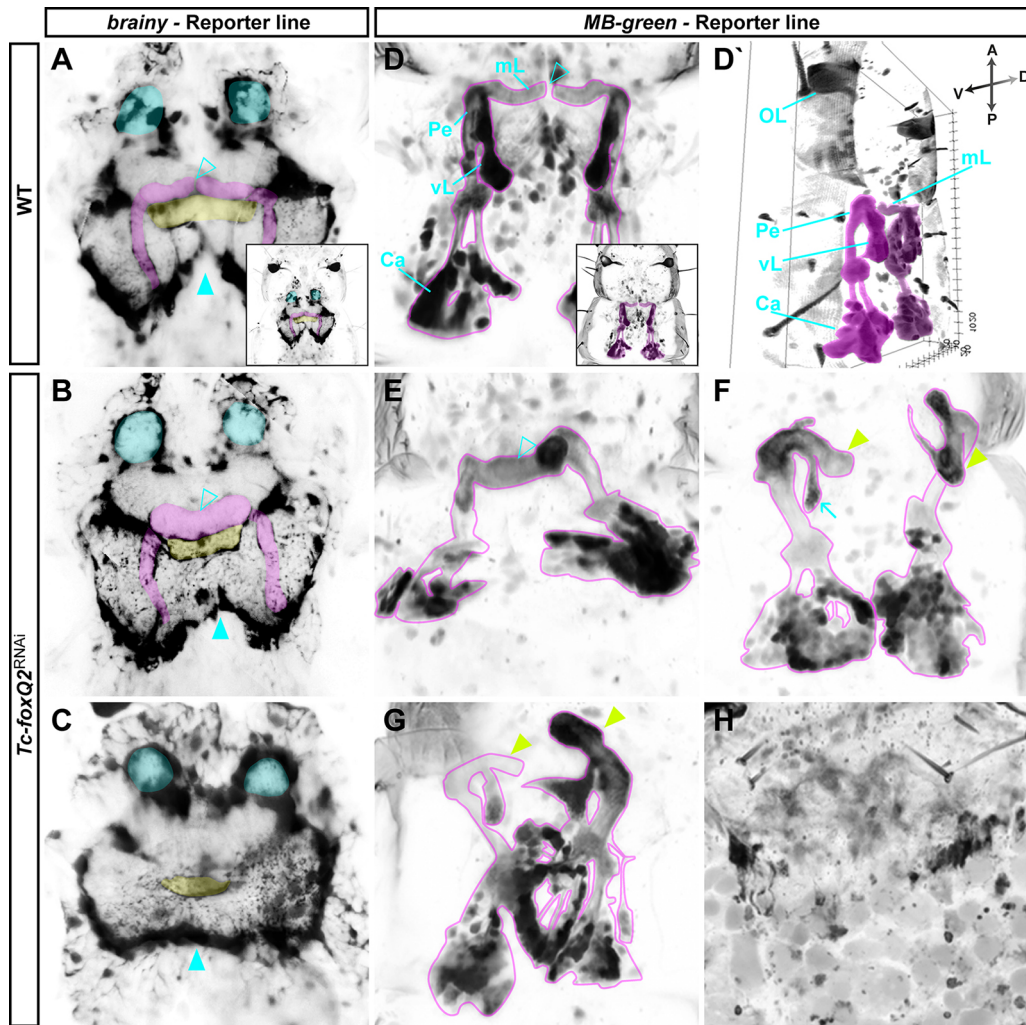 brainy - Reporter line
MB-green - Reporter line
WT
A
D
mL
Pe
vL
Ca
D`
A
D
V
P
OL
mL
Pe
vL
Ca
Tc-foxQ2RNAi
B
E
F
C
G
H